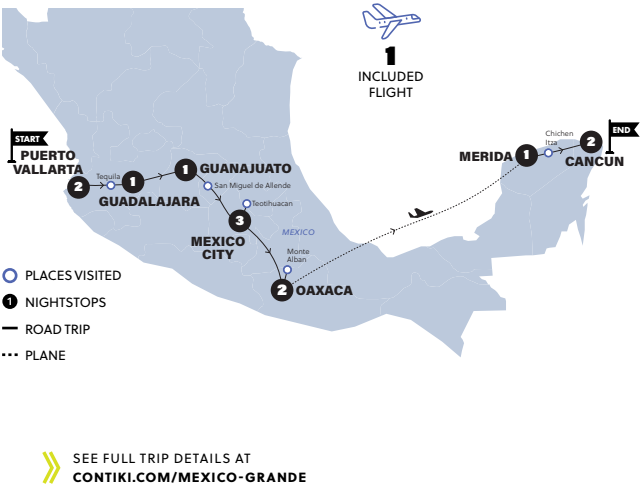 1
INCLUDED
FLIGHT
START
PUERTO
VALLARTA
2
Tequila
1
GUADALAJARA
1
GUANAJUATO
San Miguel de Allende
Teotihuacan
3
MEXICO
CITY
MEXICO
Monte
Alban
2
OAXACA
MERIDA
1
Chichen
Itza
2
END
CANCUN
PLACES VISITED
1 NIGHTSTOPS
ROAD TRIP
PLANE
SEE FULL TRIP DETAILS AT
CONTIKI.COM/MEXICO-GRANDE